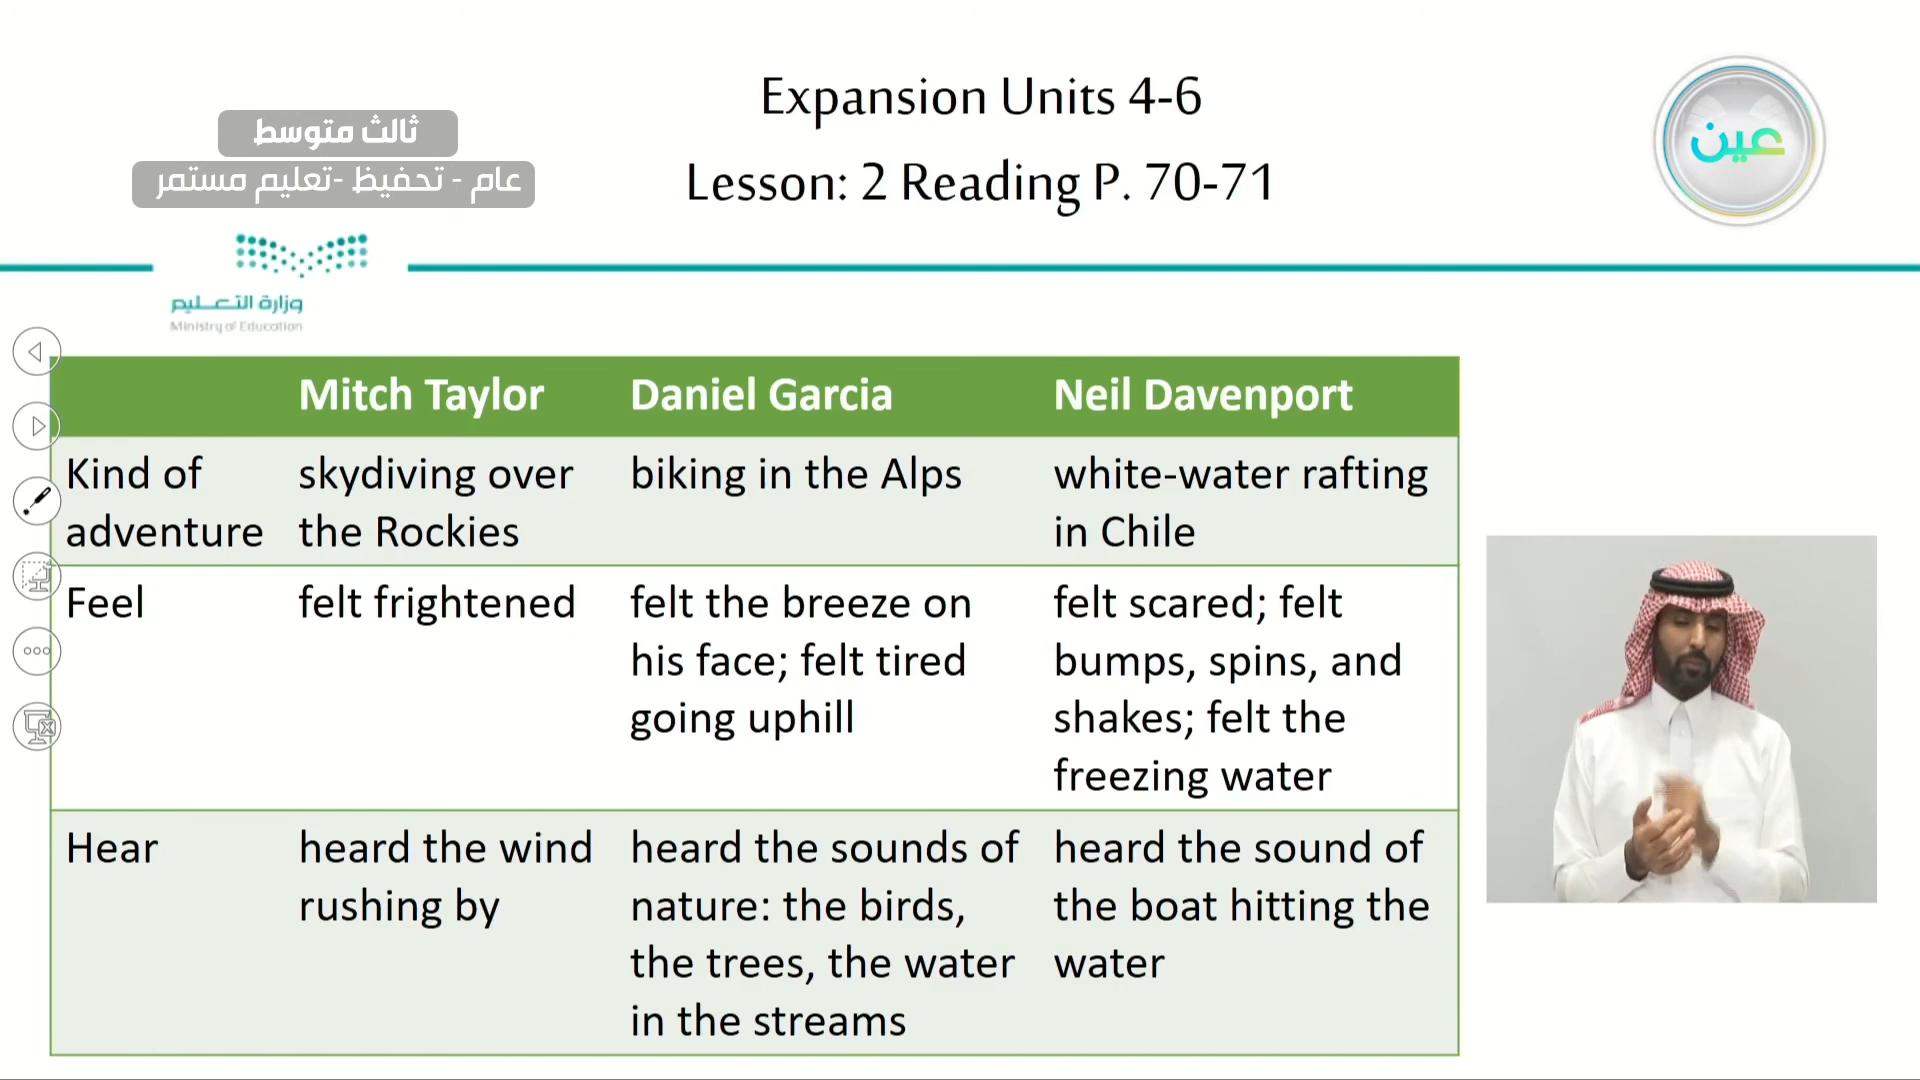 Expansion Units 4-6
Lesson: 2 Reading P. 70-71
ثالث متوسط
عام - تحفيظ -تعليم مستمر
عين
وزارة التعليم
Ministry of Education
Mitch Taylor Daniel Garcia Neil Davenport
Kind of adventure
skydiving over
the Rockies
biking in the Alps
white-water rafting
in Chile
Feel
felt frightened
felt the breeze on
his face; felt tired
going uphill
felt scared; felt
bumps, spins, and
shakes; felt the
freezing water
Hear
heard the wind
rushing by
heard the sounds of
nature: the birds,
the trees, the water
in the streams
heard the sound of
the boat hitting the
water